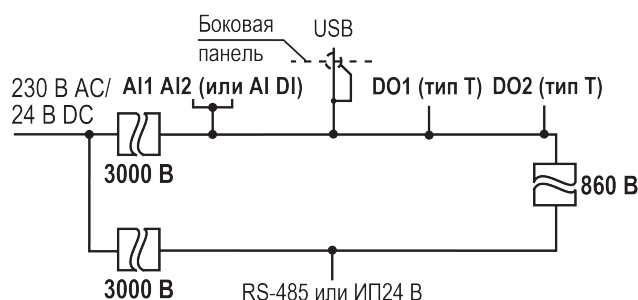 Боковая
панель
USB
230 В AC/
24 В DC
AI1 AI2 (или AI DI)
DO1 (тип Т)
DO2 (тип Т)
3000 В
860 В
3000 В
RS-485 или ИП24 В